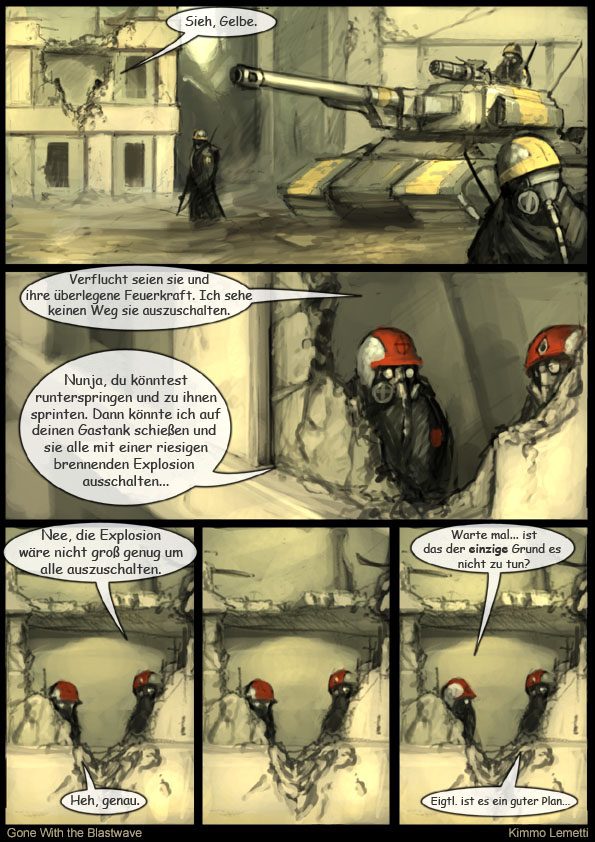 Sieh, Gelbe.
Verflucht seien sie und
ihre überlegene Feuerkraft. Ich sehe
keinen Weg sie auszuschalten.
Nunja, du könntest
runterspringen und zu ihnen
sprinten. Dann könnte ich auf
deinen Gastank schießen und
sie alle mit einer riesigen
brennenden Explosion
ausschalten...
Nee, die Explosion
wäre nicht groß genug um
alle auszuschalten.
Heh, genau.
Warte mal... ist
das der einzige Grund es
nicht zu tun?
Eigtl. ist es ein guter Plan...
Gone With the Blastwave
Kimmo Lemetti